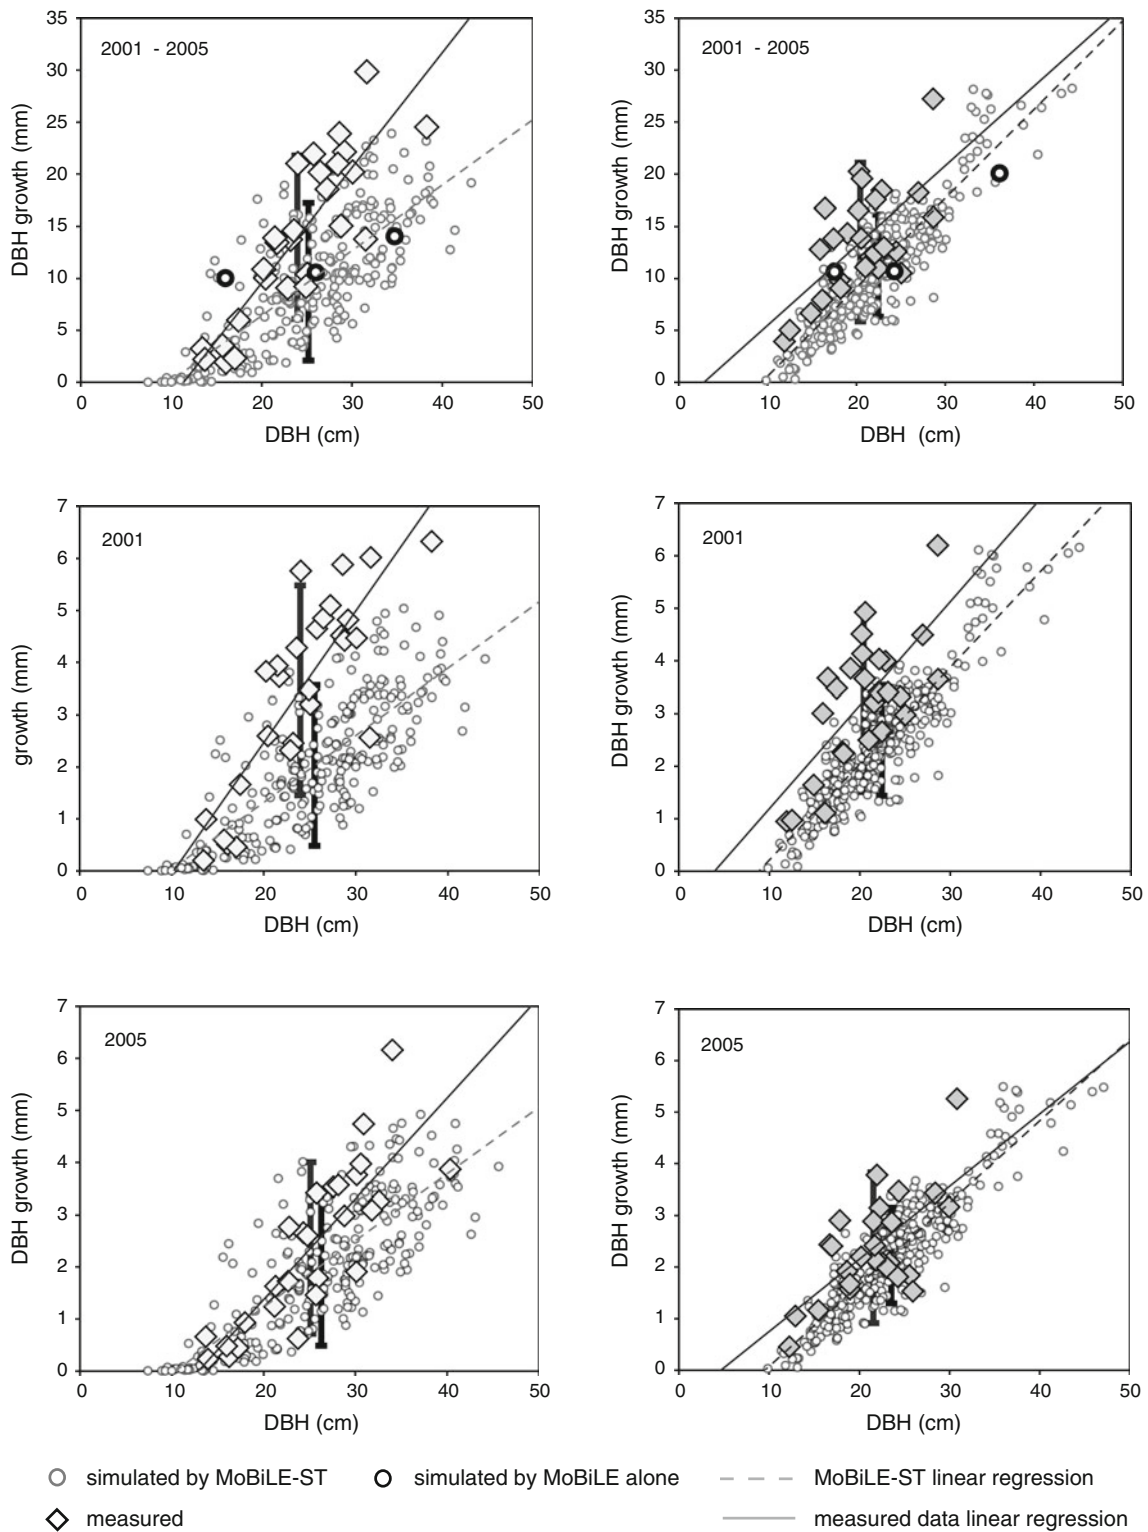 35
30
25
20
15
10
5
0
2001 - 2005
DBH growth (mm)
0 10 20 30 40 50
DBH (cm)
35
30
25
20
15
10
5
0
2001 - 2005
DBH growth (mm)
0 10 20 30 40 50
DBH (cm)
7
6
5
4
3
2
1
0
2001
growth (mm)
0 10 20 30 40 50
DBH (cm)
7
6
5
4
3
2
1
0
2001
DBH growth (mm)
0 10 20 30 40 50
DBH (cm)
7
6
5
4
3
2
1
0
2005
DBH growth (mm)
0 10 20 30 40 50
DBH (cm)
7
6
5
4
3
2
1
0
2005
DBH growth (mm)
0 10 20 30 40 50
DBH (cm)
simulated by MoBiLE-ST
simulated by MoBiLE alone
MoBiLE-ST linear regression
measured
measured data linear regression